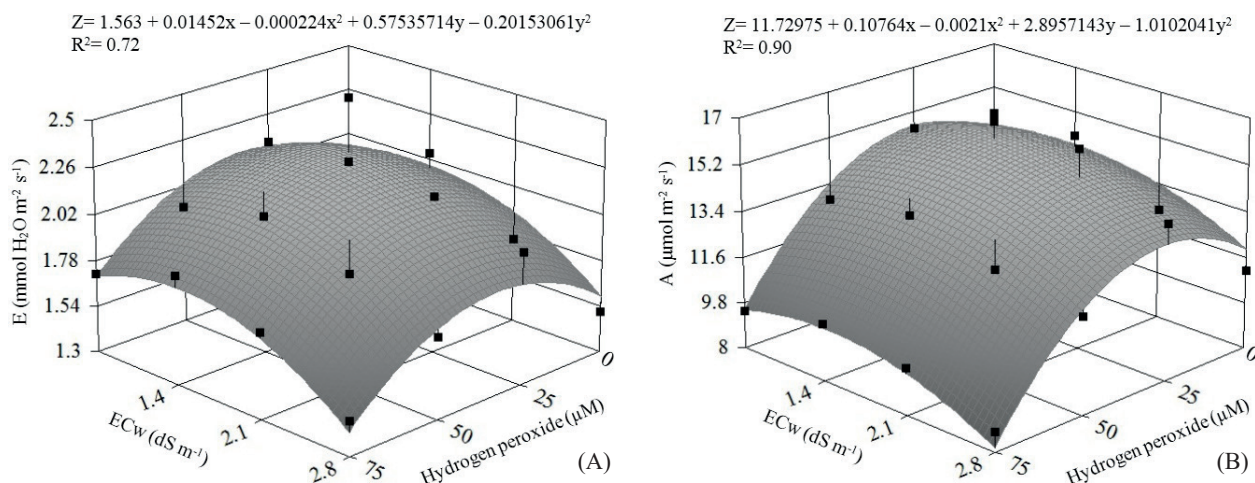 Z= 1.563 + 0.01452x – 0.000224x² + 0.57535714y – 0.20153061y²
R²= 0.72
2.5
2.26
2.02
1.78
1.54
1.3
E (mmol H₂O m⁻² s⁻¹)
1.4
2.1
2.8
ECw (dS m⁻¹)
0
25
50
75
Hydrogen peroxide (µM)
(A)
Z= 11.72975 + 0.10764x – 0.0021x² + 2.8957143y – 1.0102041y²
R²= 0.90
17
15.2
13.4
11.6
9.8
8
A (µmol m⁻² s⁻¹)
1.4
2.1
2.8
ECw (dS m⁻¹)
0
25
50
75
Hydrogen peroxide (µM)
(B)